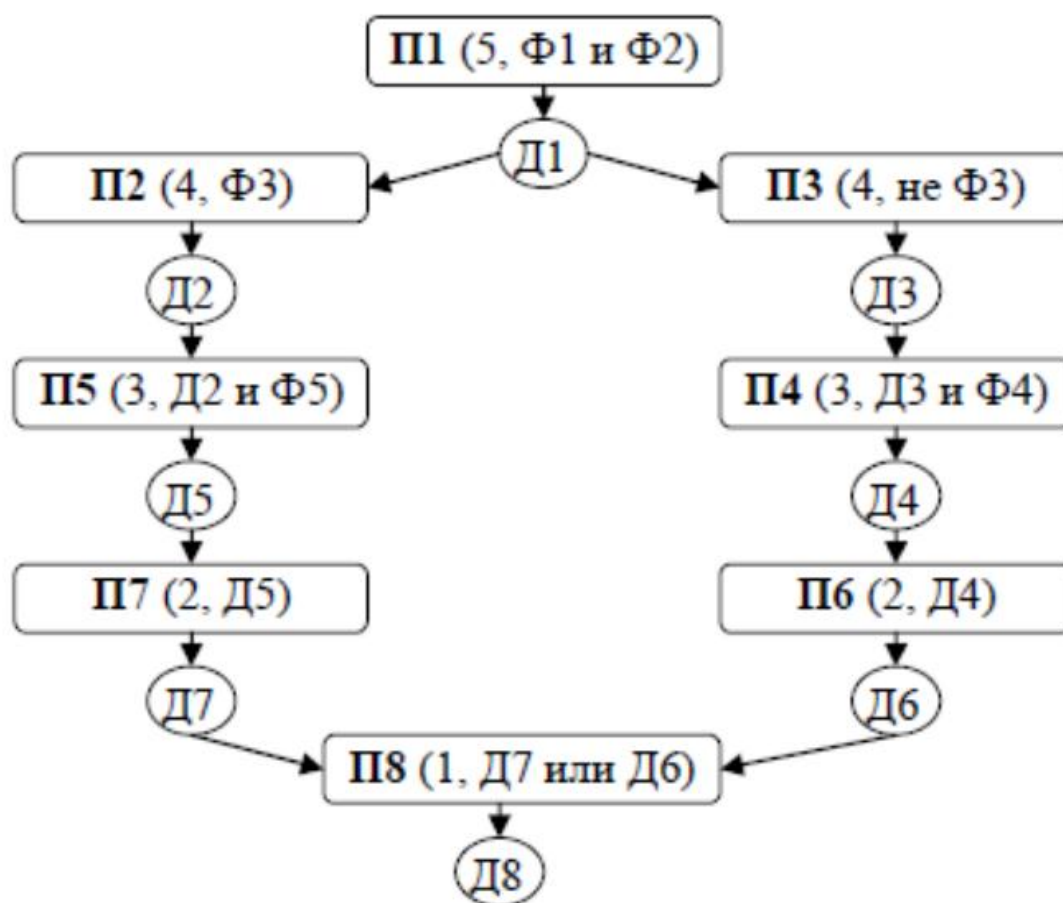 П1 (5, Ф1 и Ф2)
Д1
П2 (4, Ф3)
П3 (4, не Ф3)
Д2
Д3
П5 (3, Д2 и Ф5)
П4 (3, Д3 и Ф4)
Д5
Д4
П7 (2, Д5)
П6 (2, Д4)
Д7
Д6
П8 (1, Д7 или Д6)
Д8